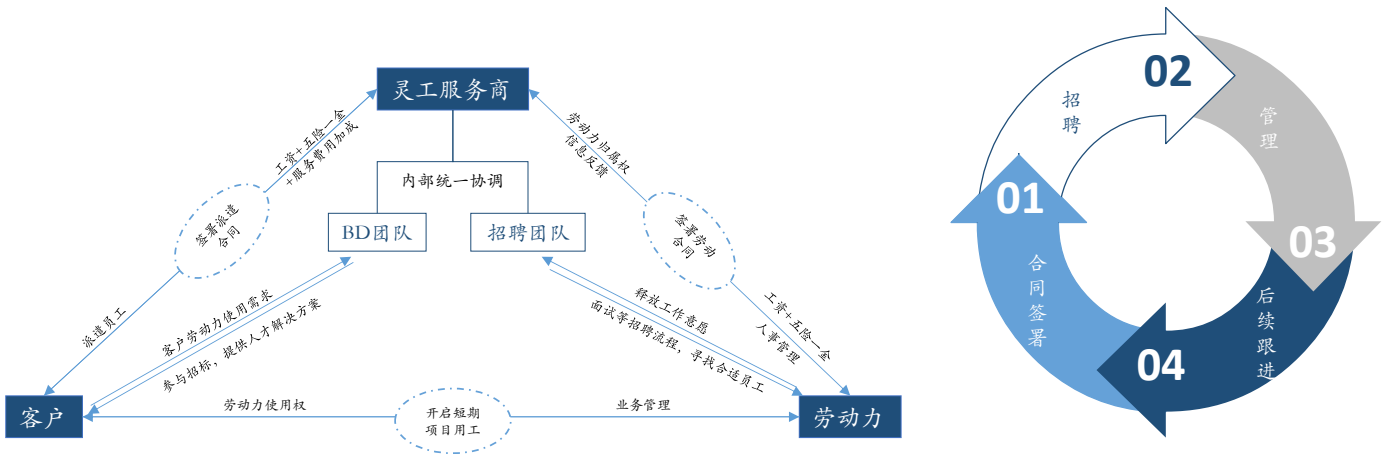 灵工服务商
工资+五险一金
+服务费用加成
劳动力归属权
信息反馈
内部统一协调
签署派遣
合同
BD团队
招聘团队
签署劳动
合同
派遣员工
客户劳动力使用需求
参与招标，提供人才解决方案
释放工作意愿
面试等招聘流程，寻找合适员工
工资+五险一金
人事管理
客户
劳动力使用权
开启短期
项目用工
业务管理
劳动力
01
合同签署
02
招聘
03
管理
04
后续跟进